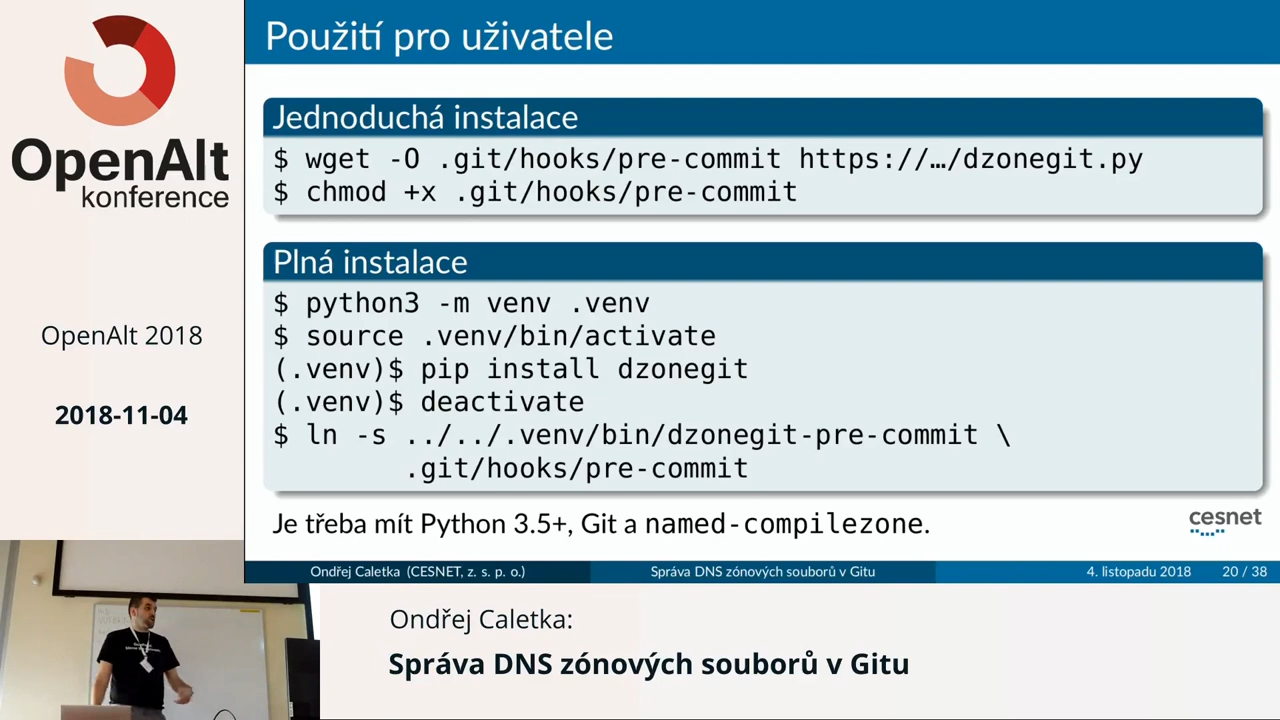 OpenAlt
konference
OpenAlt 2018
2018-11-04
Použití pro uživatele
Jednoduchá instalace
$ wget -O .git/hooks/pre-commit https://…/dzonegit.py
$ chmod +x .git/hooks/pre-commit
Plná instalace
$ python3 -m venv .venv
$ source .venv/bin/activate
(.venv)$ pip install dzonegit
(.venv)$ deactivate
$ ln -s ../../.venv/bin/dzonegit-pre-commit \
.git/hooks/pre-commit
Je třeba mít Python 3.5+, Git a named-compilezone.
cesnet
Ondřej Caletka (CESNET, z. s. p. o.) Správa DNS zónových souborů v Gitu 4. listopadu 2018 20 / 38
Ondřej Caletka:
Správa DNS zónových souborů v Gitu